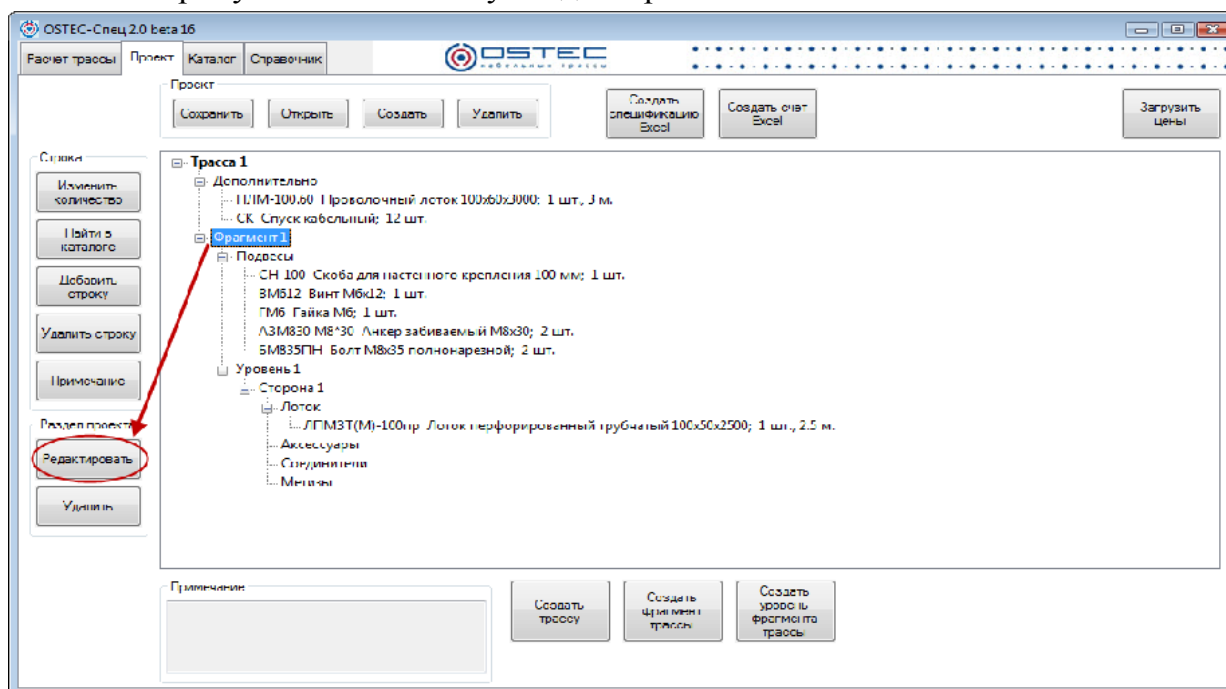 OSTEC-Спец 2.0 beta 16
Расчет трассы Проект Каталог Справочник
OSTEC
кабельные трассы
Проект
Сохранить Открыть Создать Удалить
Создать спецификацию Excel
Создать счет Excel
Загрузить цены
Строка
Изменить количество
Найти в каталоге
Добавить строку
Удалить строку
Примечание
Раздел проекта
Редактировать
Удалить
Трасса 1
Дополнительно
ПЛМ-100.60 Проволочный лоток 100х60х3000; 1 шт., 3 м.
СК Спуск кабельный; 12 шт.
Фрагмент 1
Подвесы
СН 100 Скоба для настенного крепления 100 мм; 1 шт.
ВМ612 Винт М6х12; 1 шт.
ГМ6 Гайка М6; 1 шт.
АЗМ830 М8*30 Анкер забиваемый М8х30; 2 шт.
БМ835ПН Болт М8х35 полнонарезной; 2 шт.
Уровень 1
Сторона 1
Лоток
ЛПМЗТ(М)-100пр Лоток перфорированный трубчатый 100х50х2500; 1 шт., 2.5 м.
Аксессуары
Соединители
Метизы
Примечание
Создать трассу
Создать фрагмент трассы
Создать уровень фрагмента трассы